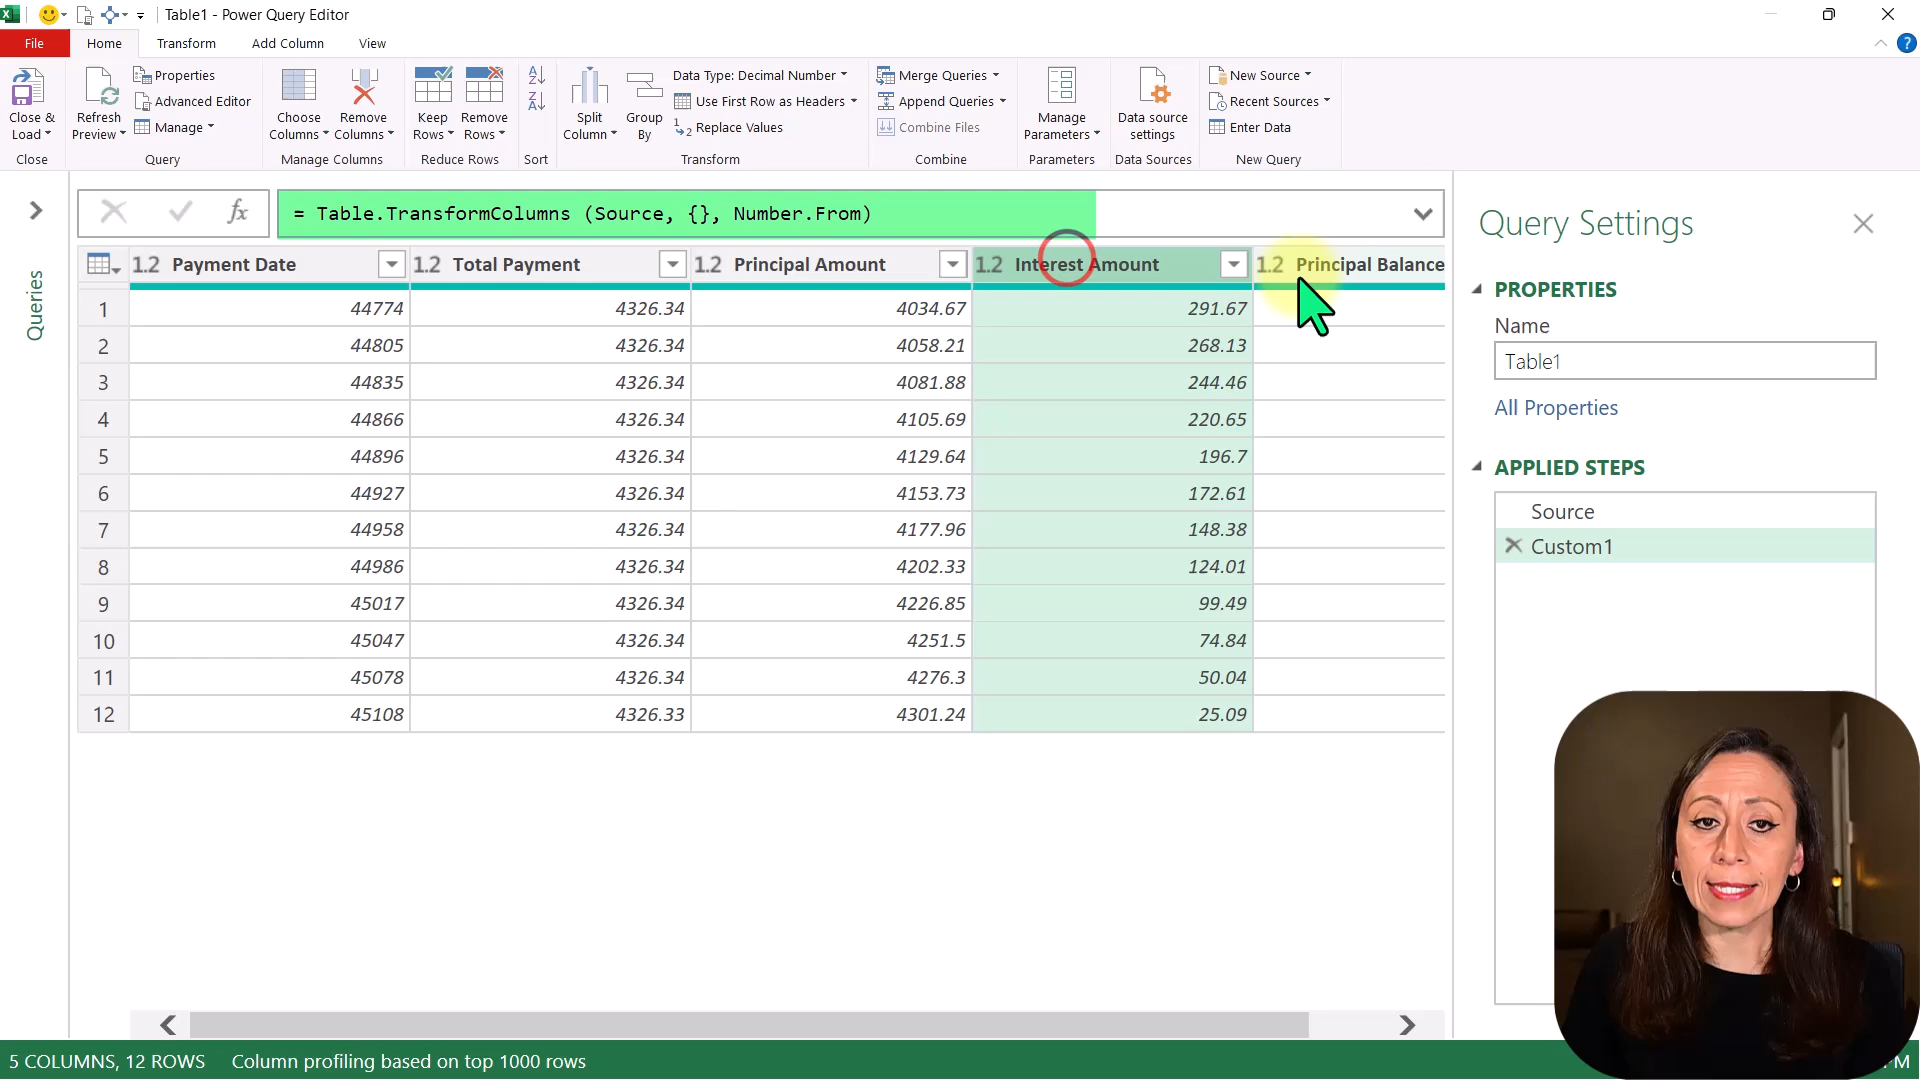 Table1 - Power Query Editor
File Home Transform Add Column View
Close & Load
Close
Refresh Preview
Properties
Advanced Editor
Manage
Query
Choose Columns
Remove Columns
Manage Columns
Keep Rows
Remove Rows
Reduce Rows
Sort
Split Column
Group By
Data Type: Decimal Number
Use First Row as Headers
Replace Values
Transform
Merge Queries
Append Queries
Combine Files
Combine
Manage Parameters
Parameters
Data source settings
Data Sources
New Source
Recent Sources
Enter Data
New Query
Queries
fx = Table.TransformColumns (Source, {}, Number.From)
1.2 Payment Date 1.2 Total Payment 1.2 Principal Amount 1.2 Interest Amount 1.2 Principal Balance
1 44774 4326.34 4034.67 291.67
2 44805 4326.34 4058.21 268.13
3 44835 4326.34 4081.88 244.46
4 44866 4326.34 4105.69 220.65
5 44896 4326.34 4129.64 196.7
6 44927 4326.34 4153.73 172.61
7 44958 4326.34 4177.96 148.38
8 44986 4326.34 4202.33 124.01
9 45017 4326.34 4226.85 99.49
10 45047 4326.34 4251.5 74.84
11 45078 4326.34 4276.3 50.04
12 45108 4326.33 4301.24 25.09
Query Settings
PROPERTIES
Name
Table1
All Properties
APPLIED STEPS
Source
Custom1
5 COLUMNS, 12 ROWS Column profiling based on top 1000 rows